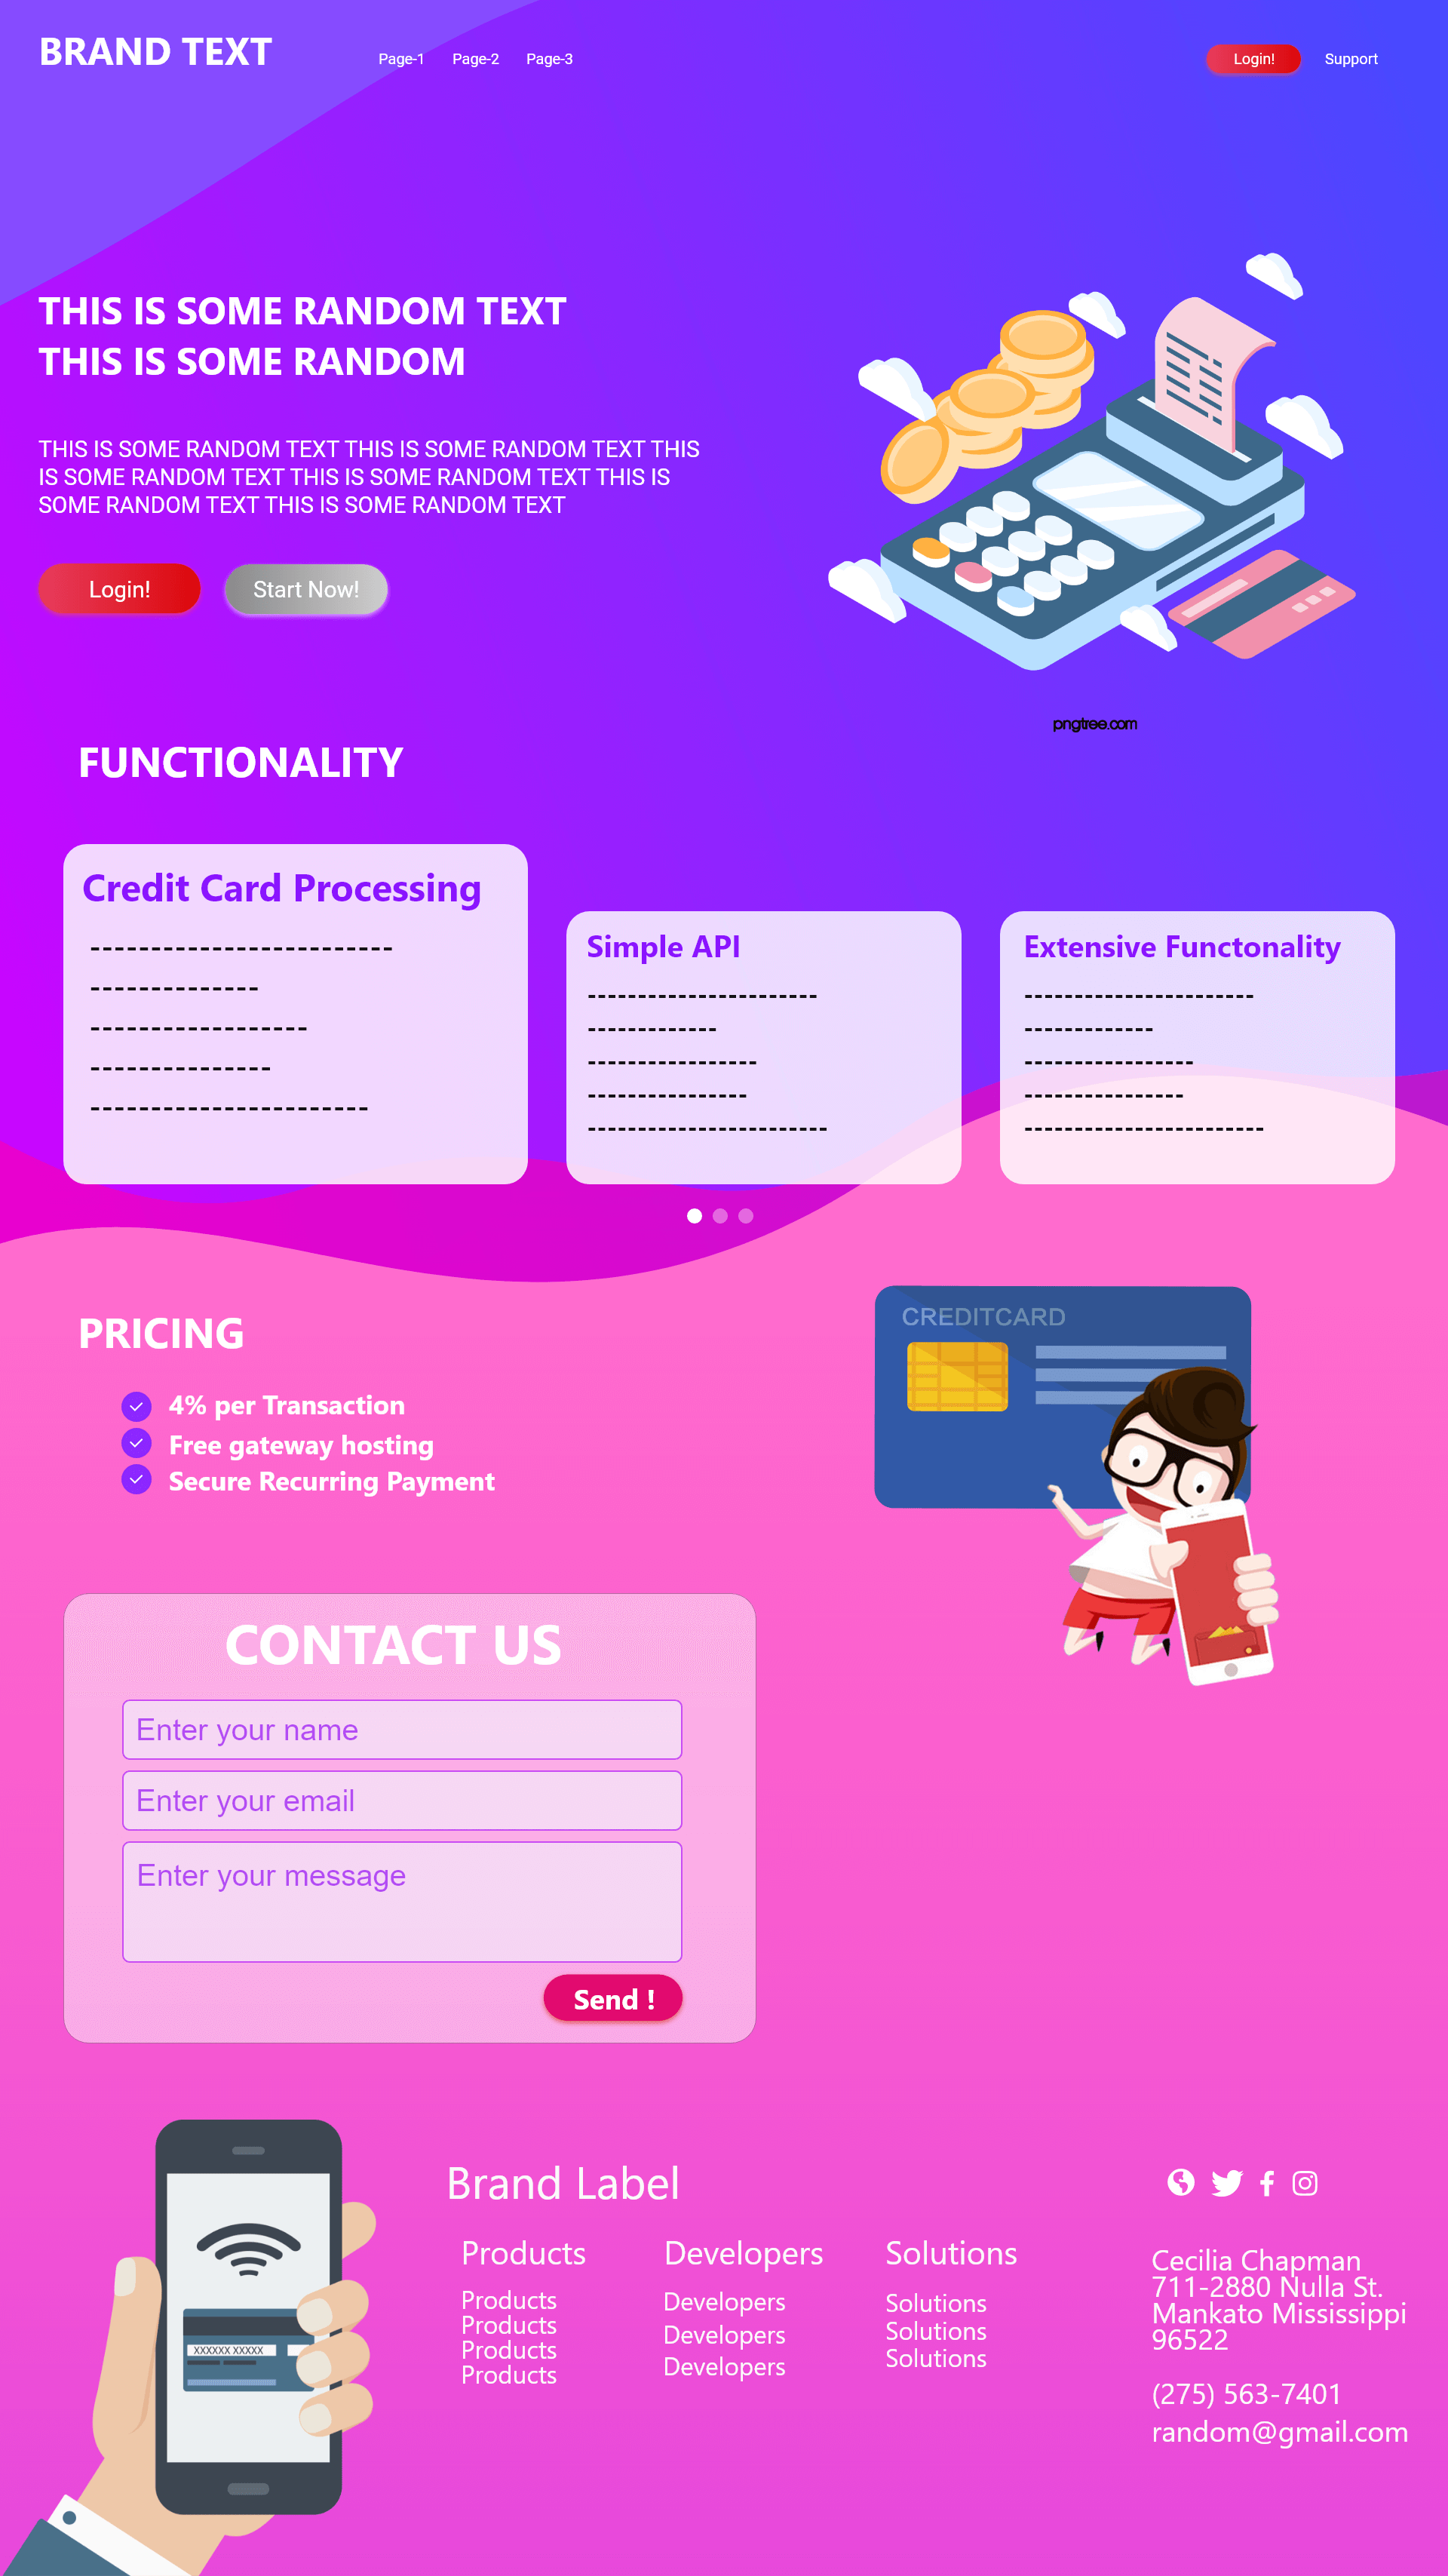 BRAND TEXT
Page-1
Page-2
Page-3
Login!
Support
THIS IS SOME RANDOM TEXT
THIS IS SOME RANDOM
THIS IS SOME RANDOM TEXT THIS IS SOME RANDOM TEXT THIS
IS SOME RANDOM TEXT THIS IS SOME RANDOM TEXT THIS IS
SOME RANDOM TEXT THIS IS SOME RANDOM TEXT
Login!
Start Now!
pngtree.com
FUNCTIONALITY
Credit Card Processing
-------------------------
--------------
------------------
---------------
-----------------------
Simple API
-----------------------
-------------
-----------------
----------------
------------------------
Extensive Functonality
-----------------------
-------------
-----------------
----------------
------------------------
PRICING
4% per Transaction
Free gateway hosting
Secure Recurring Payment
CREDITCARD
CONTACT US
Enter your name
Enter your email
Enter your message
Send !
XXXXXX XXXXX
Brand Label
Products
Products
Products
Products
Products
Developers
Developers
Developers
Developers
Solutions
Solutions
Solutions
Solutions
Cecilia Chapman
711-2880 Nulla St.
Mankato Mississippi
96522
(275) 563-7401
random@gmail.com